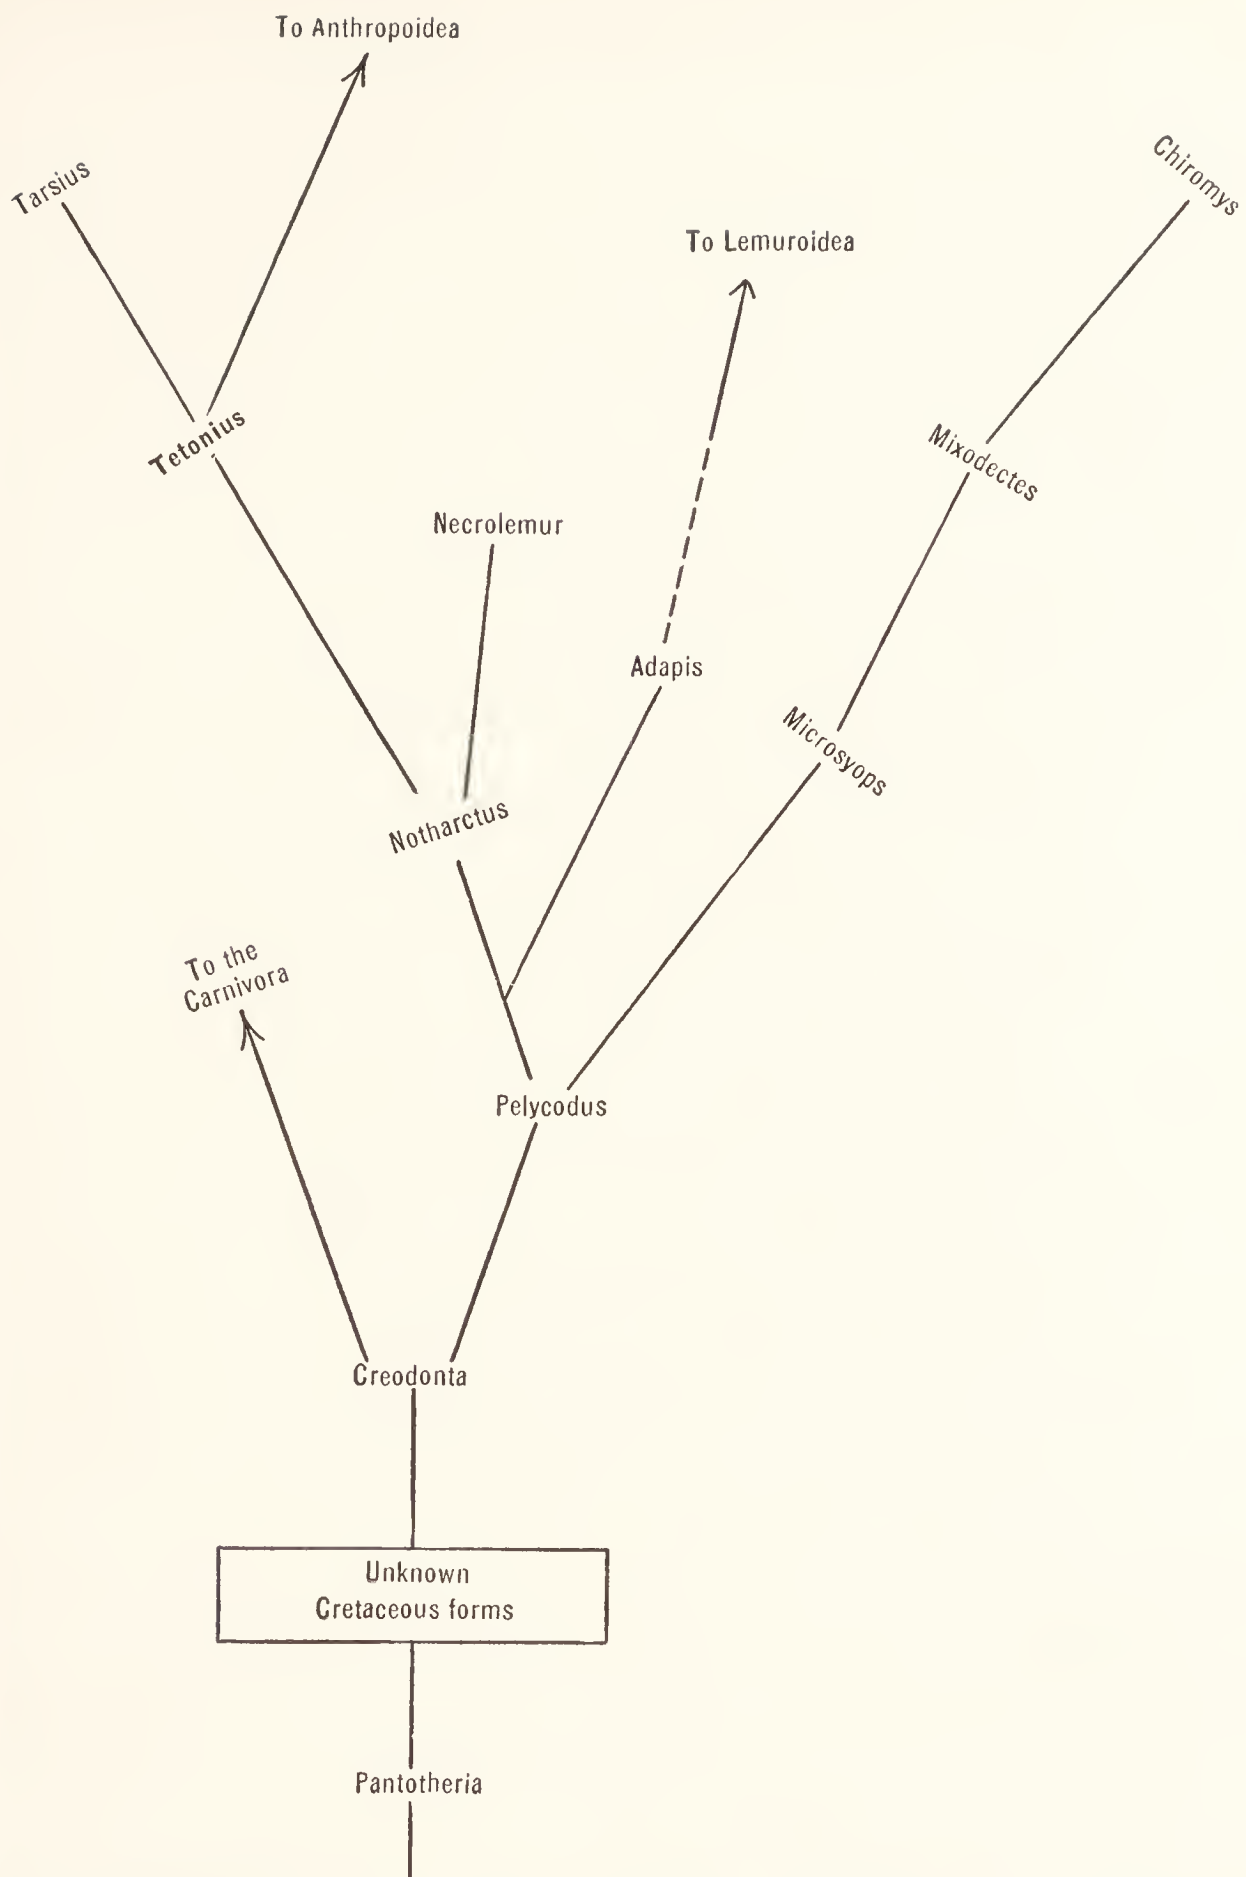 To Anthropoidea
Chiromys
Tarsius
To Lemuroidea
Tetonius
Mixodectes
Necrolemur
Adapis
Microsyops
Notharctus
To the
Carnivora
Pelycodus
Creodonta
Unknown
Cretaceous forms
Pantotheria